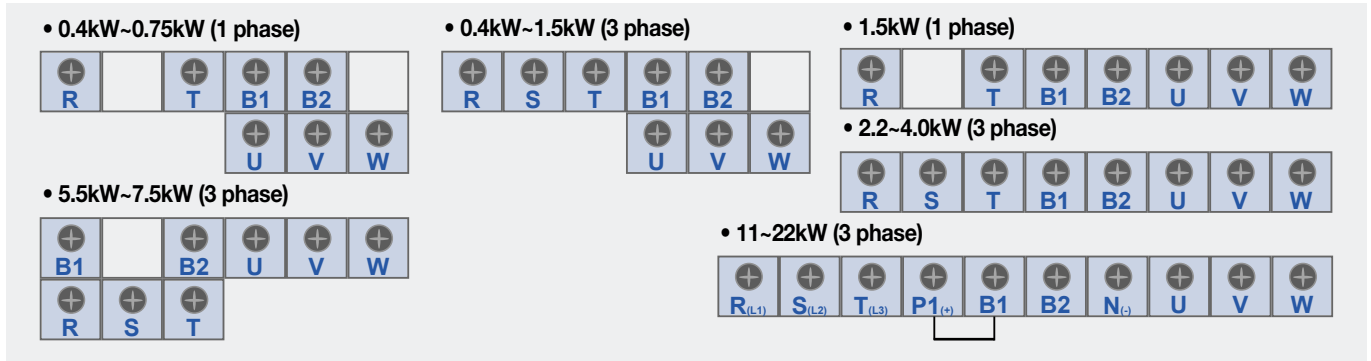 • 0.4kW~0.75kW (1 phase)
R T B1 B2
U V W
• 0.4kW~1.5kW (3 phase)
R S T B1 B2
U V W
• 1.5kW (1 phase)
R T B1 B2 U V W
• 2.2~4.0kW (3 phase)
R S T B1 B2 U V W
• 5.5kW~7.5kW (3 phase)
B1 B2 U V W
R S T
• 11~22kW (3 phase)
R(L1) S(L2) T(L3) P1(+) B1 B2 N(-) U V W